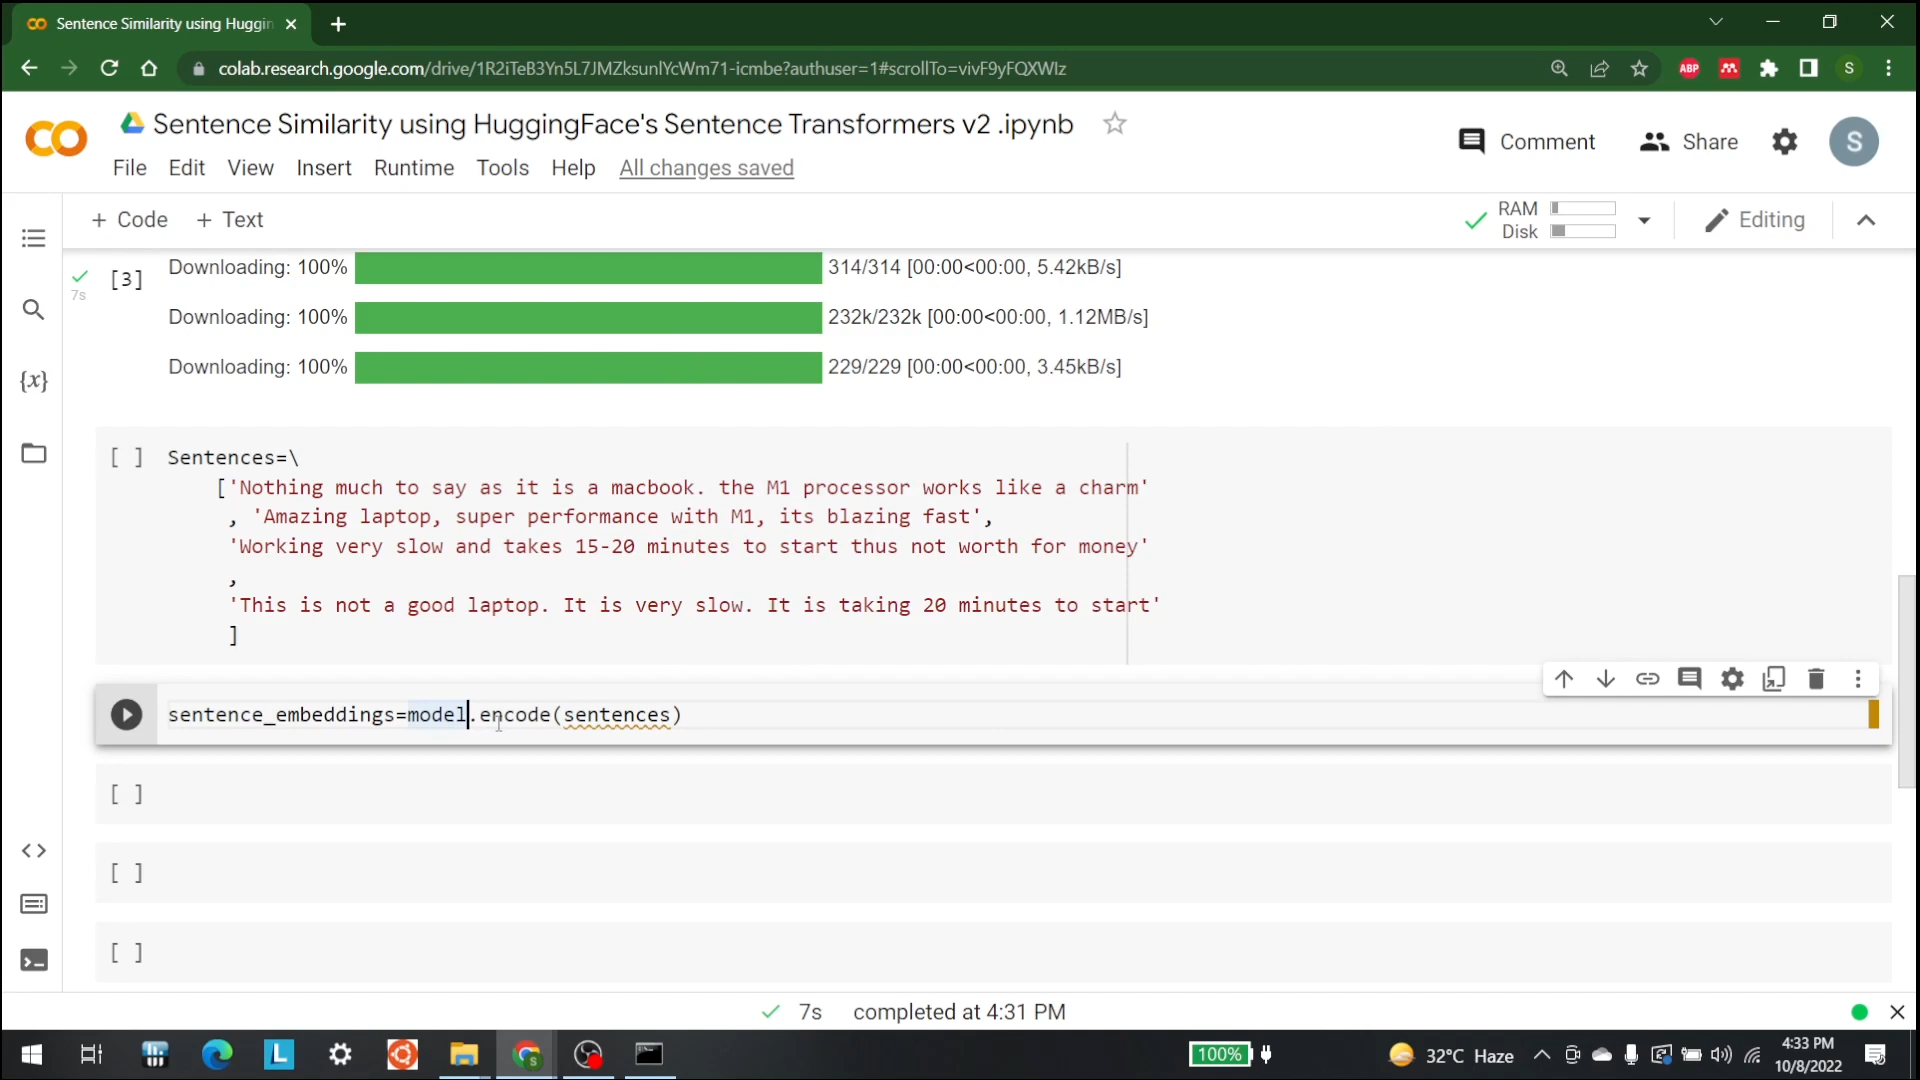 Sentence Similarity using Huggin
colab.research.google.com/drive/1R2iTeB3Yn5L7JMZksunlYcWm71-icmbe?authuser=1#scrollTo=vivF9yFQXWIz
ABP
S
Sentence Similarity using HuggingFace's Sentence Transformers v2 .ipynb
Comment
Share
S
File Edit View Insert Runtime Tools Help All changes saved
+ Code + Text
RAM
Disk
Editing
[3]
7s
Downloading: 100% 314/314 [00:00<00:00, 5.42kB/s]
Downloading: 100% 232k/232k [00:00<00:00, 1.12MB/s]
Downloading: 100% 229/229 [00:00<00:00, 3.45kB/s]
{x}
[ ] Sentences=\
['Nothing much to say as it is a macbook. the M1 processor works like a charm'
, 'Amazing laptop, super performance with M1, its blazing fast',
'Working very slow and takes 15-20 minutes to start thus not worth for money'
,
'This is not a good laptop. It is very slow. It is taking 20 minutes to start'
]
sentence_embeddings=model.encode(sentences)
[ ]
[ ]
[ ]
7s completed at 4:31 PM
L
S
100%
32°C Haze
4:33 PM
10/8/2022